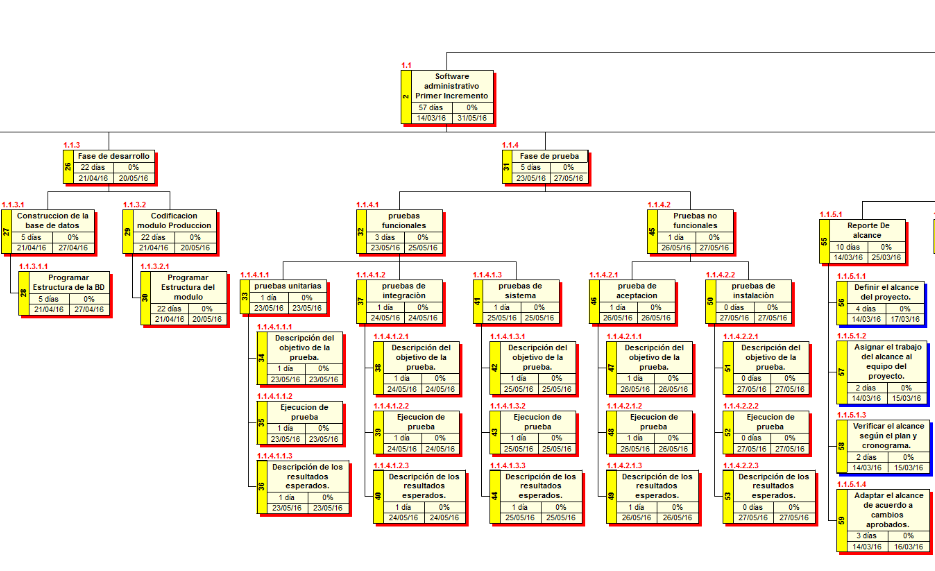 1.1
2
Software
administrativo
Primer Incremento
57 días 0%
14/03/16 31/05/16
1.1.3
26
Fase de desarrollo
22 días 0%
21/04/16 20/05/16
1.1.4
31
Fase de prueba
5 días 0%
23/05/16 27/05/16
1.1.3.1
27
Construccion de la
base de datos
5 días 0%
21/04/16 27/04/16
1.1.3.2
29
Codificacion
modulo Produccion
22 días 0%
21/04/16 20/05/16
1.1.4.1
32
pruebas
funcionales
3 días 0%
23/05/16 25/05/16
1.1.4.2
45
Pruebas no
funcionales
1 día 0%
26/05/16 27/05/16
1.1.5.1
55
Reporte De
alcance
10 días 0%
14/03/16 25/03/16
1.1.3.1.1
28
Programar
Estructura de la BD
5 días 0%
21/04/16 27/04/16
1.1.3.2.1
30
Programar
Estructura del
modulo
22 días 0%
21/04/16 20/05/16
1.1.4.1.1
33
pruebas unitarias
1 día 0%
23/05/16 23/05/16
1.1.4.1.2
37
pruebas de
integraciòn
1 día 0%
24/05/16 24/05/16
1.1.4.1.3
41
pruebas de
sistema
1 día 0%
25/05/16 25/05/16
1.1.4.2.1
46
pruebas de
aceptacion
1 día 0%
26/05/16 26/05/16
1.1.4.2.2
50
pruebas de
instalaciòn
0 días 0%
27/05/16 27/05/16
1.1.5.1.1
56
Definir el alcance
del proyecto.
4 días 0%
14/03/16 17/03/16
1.1.4.1.1.1
34
Descripción del
objetivo de la
prueba.
1 día 0%
23/05/16 23/05/16
1.1.4.1.2.1
38
Descripción del
objetivo de la
prueba.
1 día 0%
24/05/16 24/05/16
1.1.4.1.3.1
42
Descripción del
objetivo de la
prueba.
1 día 0%
25/05/16 25/05/16
1.1.4.2.1.1
47
Descripción del
objetivo de la
prueba.
1 día 0%
26/05/16 26/05/16
1.1.4.2.2.1
51
Descripción del
objetivo de la
prueba.
0 días 0%
27/05/16 27/05/16
1.1.5.1.2
57
Asignar el trabajo
del alcance al
equipo del
proyecto.
2 días 0%
14/03/16 15/03/16
1.1.4.1.1.2
35
Ejecucion de
prueba
1 día 0%
23/05/16 23/05/16
1.1.4.1.2.2
39
Ejecucion de
prueba
1 día 0%
24/05/16 24/05/16
1.1.4.1.3.2
43
Ejecucion de
prueba
1 día 0%
25/05/16 25/05/16
1.1.4.2.1.2
48
Ejecucion de
prueba
1 día 0%
26/05/16 26/05/16
1.1.4.2.2.2
52
Ejecucion de
prueba
0 días 0%
27/05/16 27/05/16
1.1.5.1.3
58
Verificar el alcance
según el plan y
cronograma.
2 días 0%
14/03/16 15/03/16
1.1.4.1.1.3
36
Descripción de los
resultados
esperados.
1 día 0%
23/05/16 23/05/16
1.1.4.1.2.3
40
Descripción de los
resultados
esperados.
1 día 0%
24/05/16 24/05/16
1.1.4.1.3.3
44
Descripción de los
resultados
esperados.
1 día 0%
25/05/16 25/05/16
1.1.4.2.1.3
49
Descripción de los
resultados
esperados.
1 día 0%
26/05/16 26/05/16
1.1.4.2.2.3
53
Descripción de los
resultados
esperados.
0 días 0%
27/05/16 27/05/16
1.1.5.1.4
59
Adaptar el alcance
de acuerdo a
cambios
aprobados.
3 días 0%
14/03/16 16/03/16